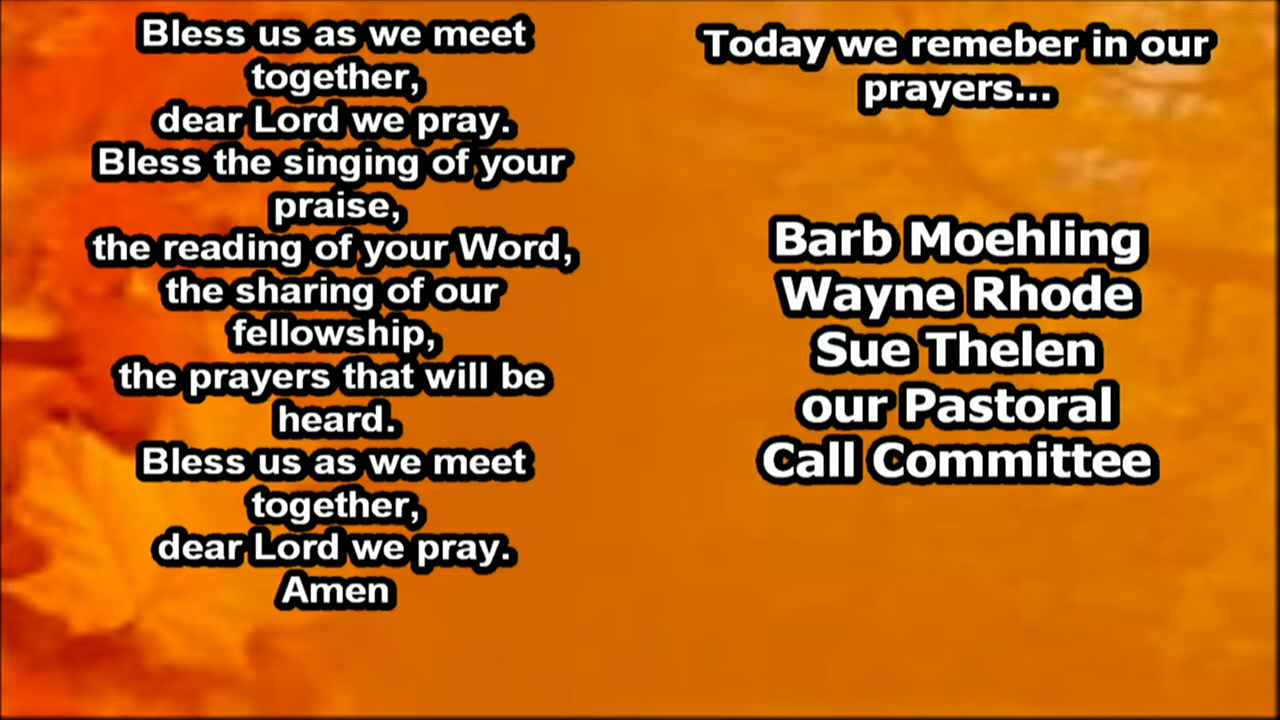 Bless us as we meet
together,
dear Lord we pray.
Bless the singing of your
praise,
the reading of your Word,
the sharing of our
fellowship,
the prayers that will be
heard.
Bless us as we meet
together,
dear Lord we pray.
Amen
Today we remeber in our
prayers...
Barb Moehling
Wayne Rhode
Sue Thelen
our Pastoral
Call Committee